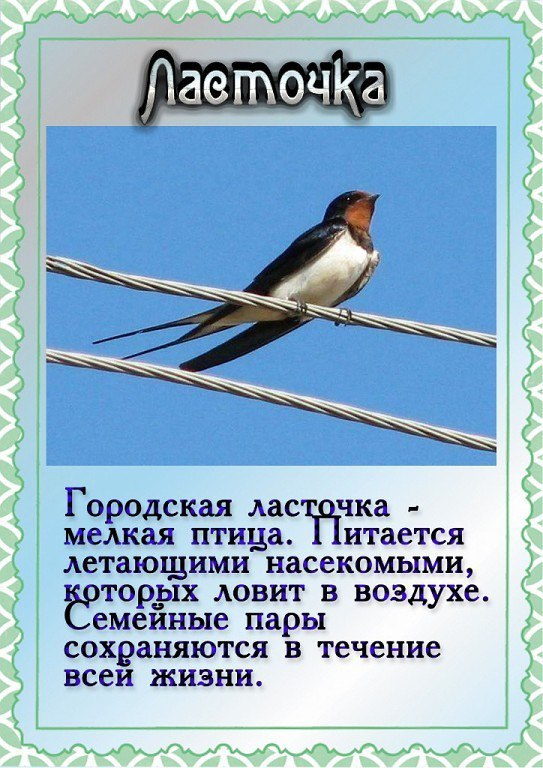 Ласточка
Городская ласточка -
мелкая птица. Питается
летающими насекомыми,
которых ловит в воздухе.
Семейные пары
сохраняются в течение
всей жизни.